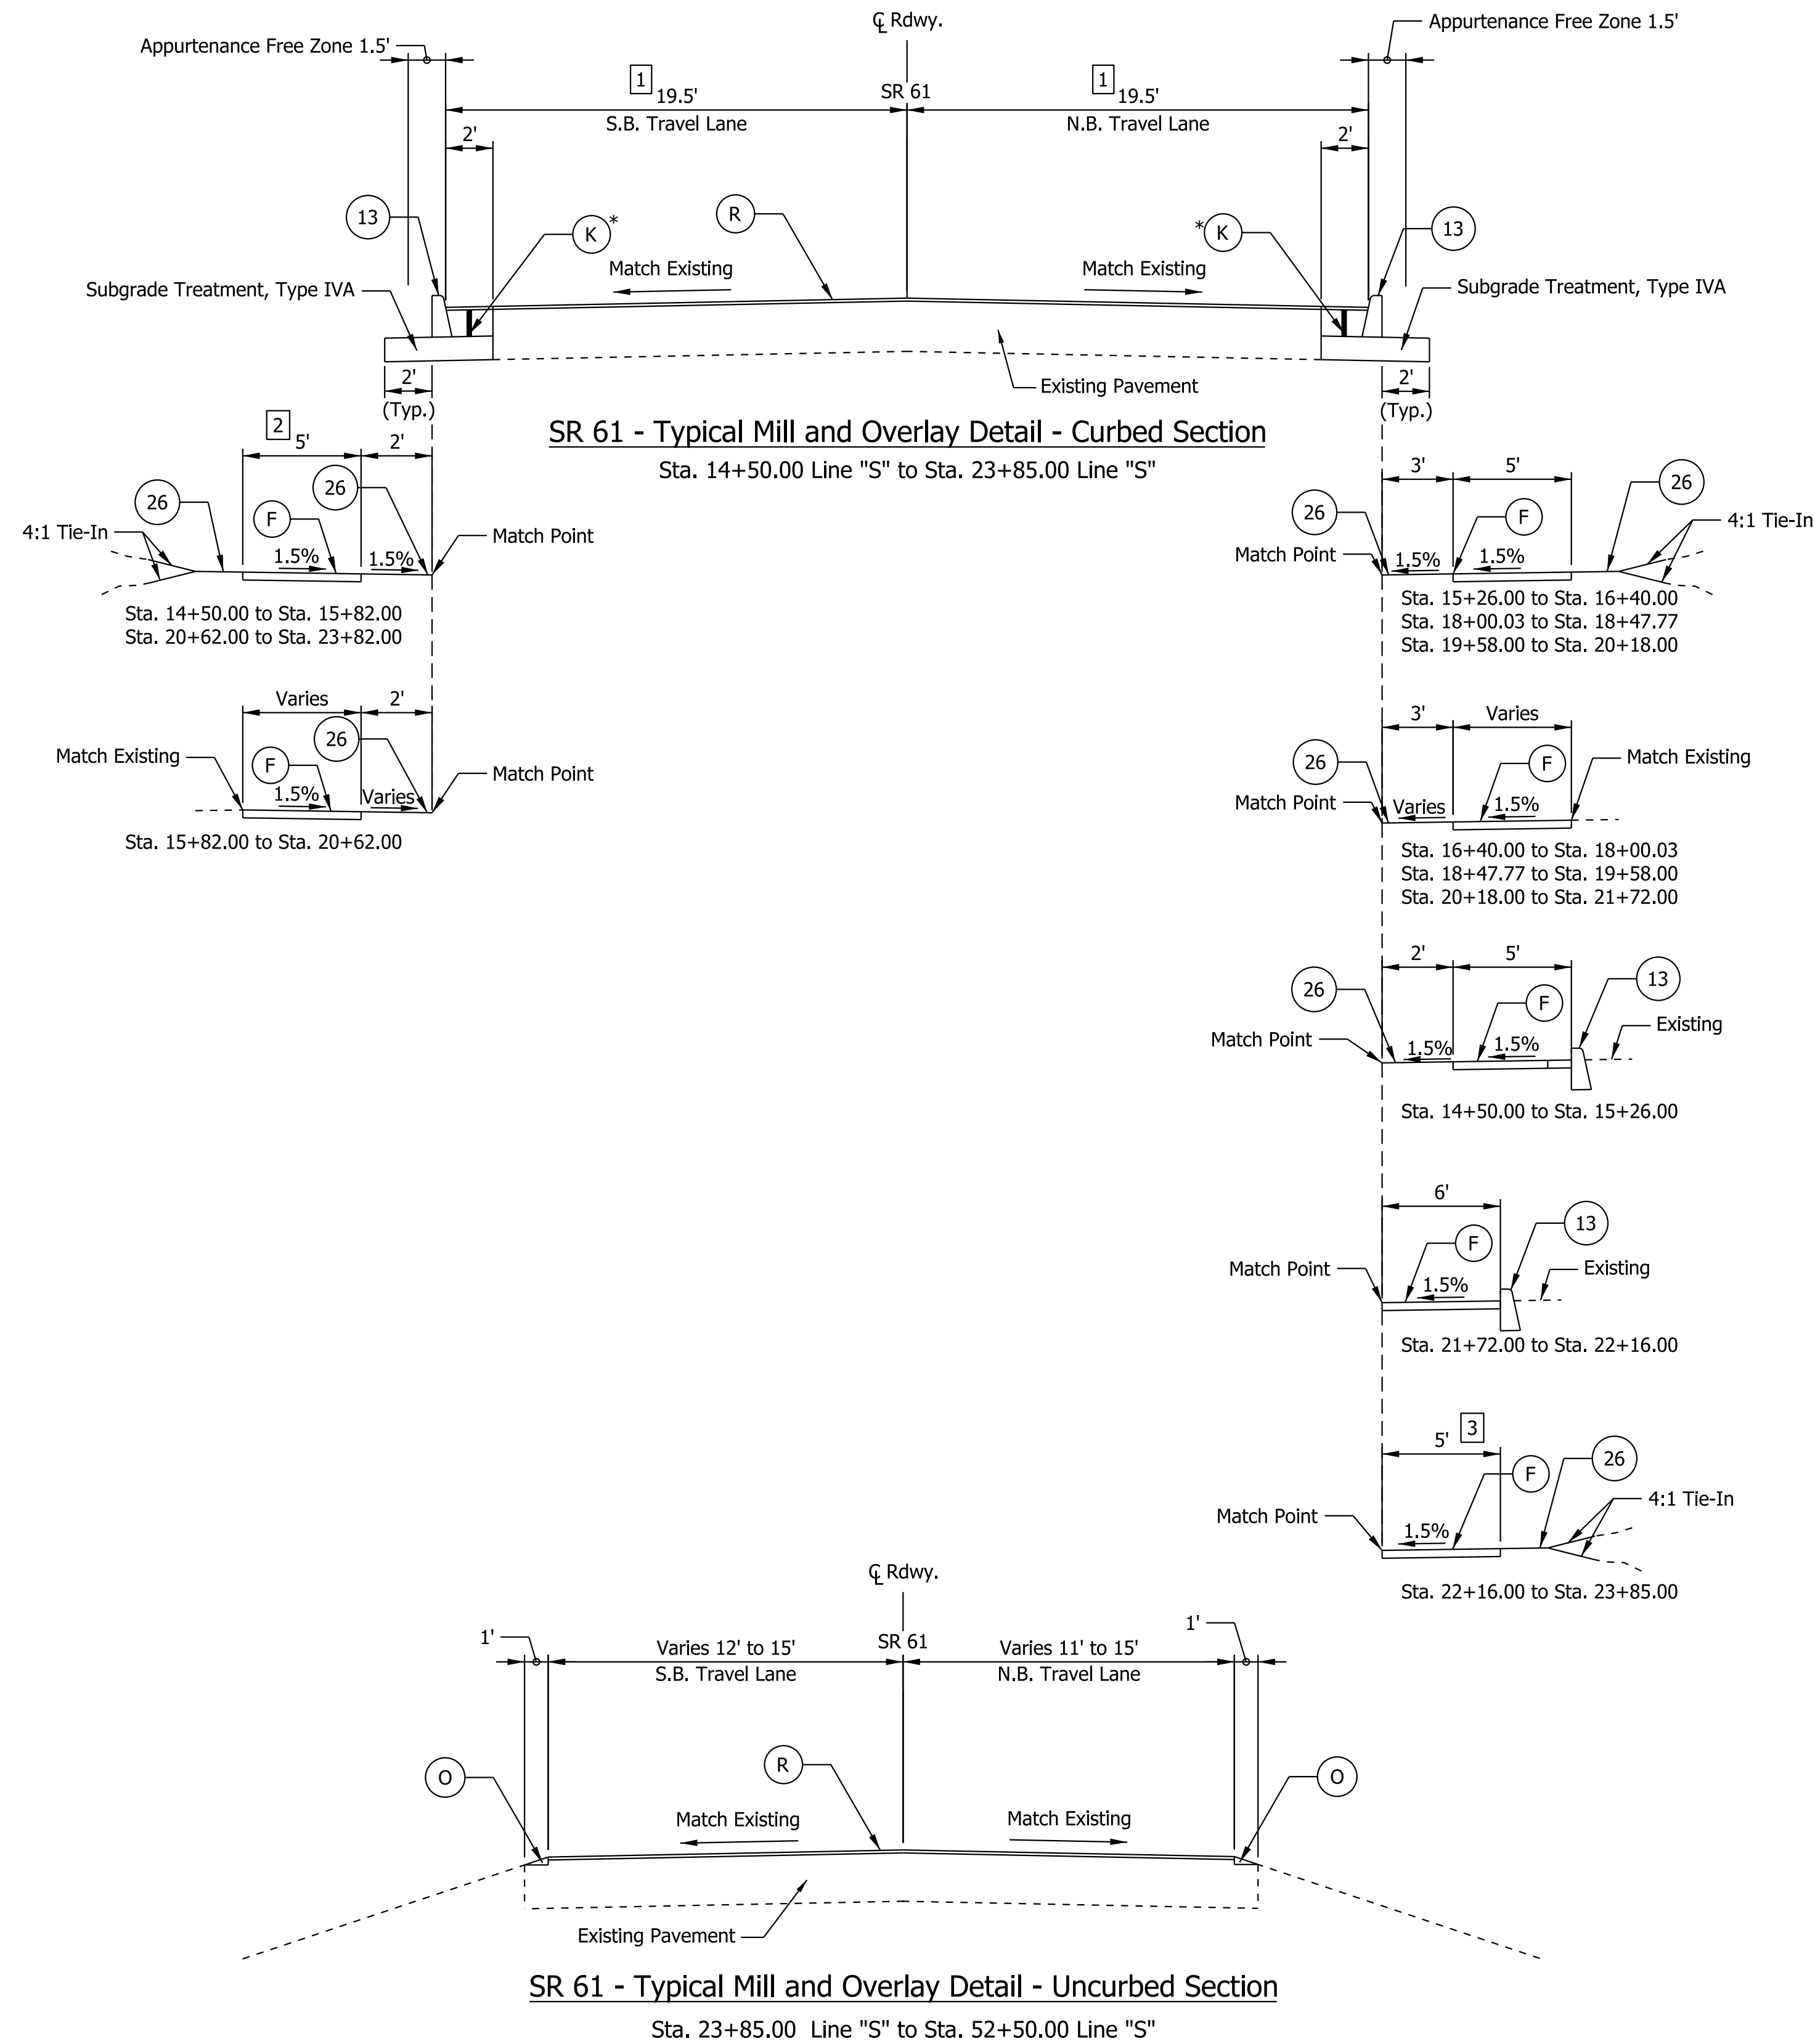 ℄ Rdwy.
Appurtenance Free Zone 1.5'
Appurtenance Free Zone 1.5'
1
1
19.5'
SR 61
19.5'
S.B. Travel Lane
N.B. Travel Lane
2'
2'
13
K*
R
*K
13
Match Existing
Match Existing
Subgrade Treatment, Type IVA
Subgrade Treatment, Type IVA
2'
(Typ.)
Existing Pavement
2'
(Typ.)
SR 61 - Typical Mill and Overlay Detail - Curbed Section
Sta. 14+50.00 Line "S" to Sta. 23+85.00 Line "S"
2
5'
2'
26
F
26
4:1 Tie-In
1.5%
1.5%
Match Point
Sta. 14+50.00 to Sta. 15+82.00
Sta. 20+62.00 to Sta. 23+82.00
3'
5'
26
F
26
4:1 Tie-In
Match Point
1.5%
1.5%
Sta. 15+26.00 to Sta. 16+40.00
Sta. 18+00.03 to Sta. 18+47.77
Sta. 19+58.00 to Sta. 20+18.00
Varies
2'
26
Match Existing
F
1.5%
Varies
Match Point
Sta. 15+82.00 to Sta. 20+62.00
3'
Varies
26
F
Match Existing
Match Point
Varies
1.5%
Sta. 16+40.00 to Sta. 18+00.03
Sta. 18+47.77 to Sta. 19+58.00
Sta. 20+18.00 to Sta. 21+72.00
2'
5'
26
F
13
Existing
Match Point
1.5%
1.5%
Sta. 14+50.00 to Sta. 15+26.00
6'
13
F
Match Point
1.5%
Existing
Sta. 21+72.00 to Sta. 22+16.00
5'
3
F
26
4:1 Tie-In
Match Point
1.5%
Sta. 22+16.00 to Sta. 23+85.00
℄ Rdwy.
1'
1'
Varies 12' to 15'
SR 61
Varies 11' to 15'
S.B. Travel Lane
N.B. Travel Lane
O
R
O
Match Existing
Match Existing
Existing Pavement
SR 61 - Typical Mill and Overlay Detail - Uncurbed Section
Sta. 23+85.00 Line "S" to Sta. 52+50.00 Line "S"